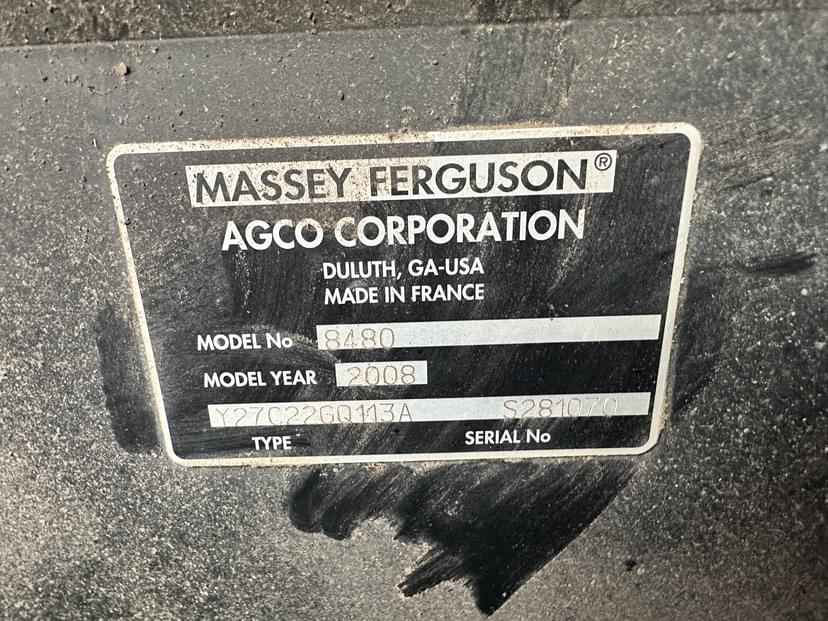 MASSEY FERGUSON®
AGCO CORPORATION
DULUTH, GA-USA
MADE IN FRANCE
MODEL No 8480
MODEL YEAR 2008
Y27C22GQ113A S281070
TYPE SERIAL No